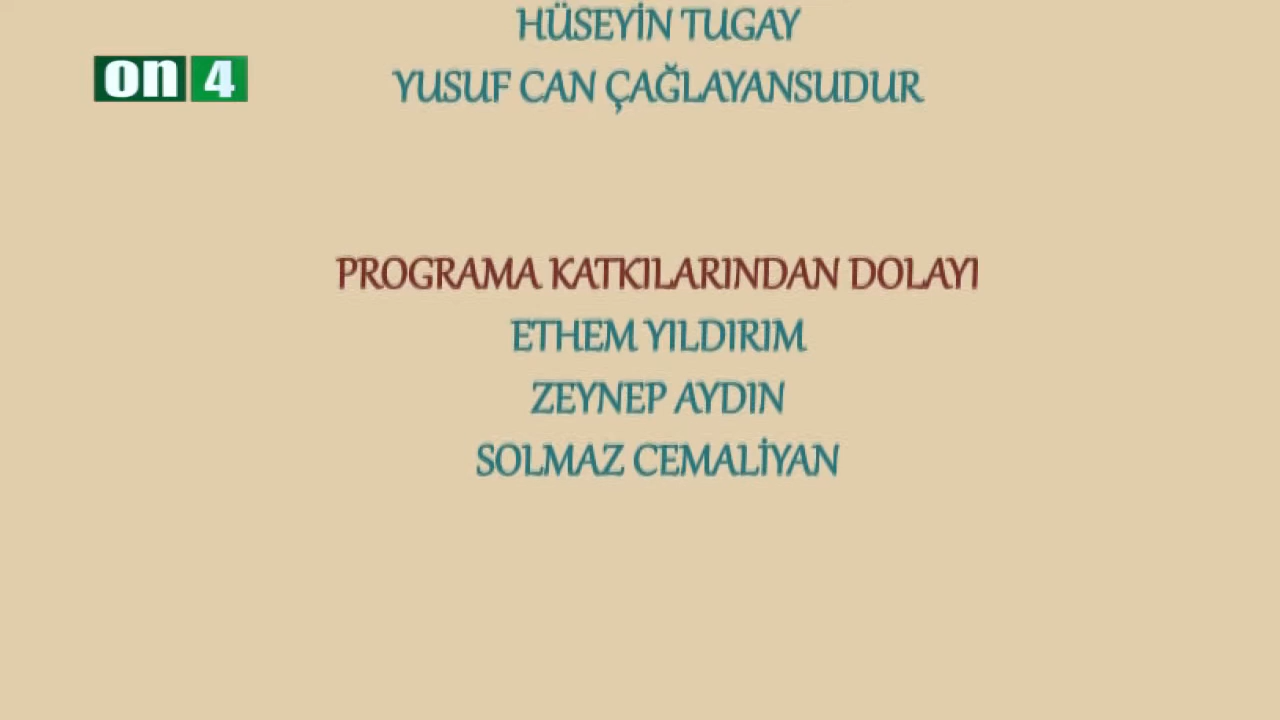 HÜSEYİN TUGAY
on 4
YUSUF CAN ÇAĞLAYANSUDUR
PROGRAMA KATKILARINDAN DOLAYI
ETHEM YILDIRIM
ZEYNEP AYDIN
SOLMAZ CEMALİYAN